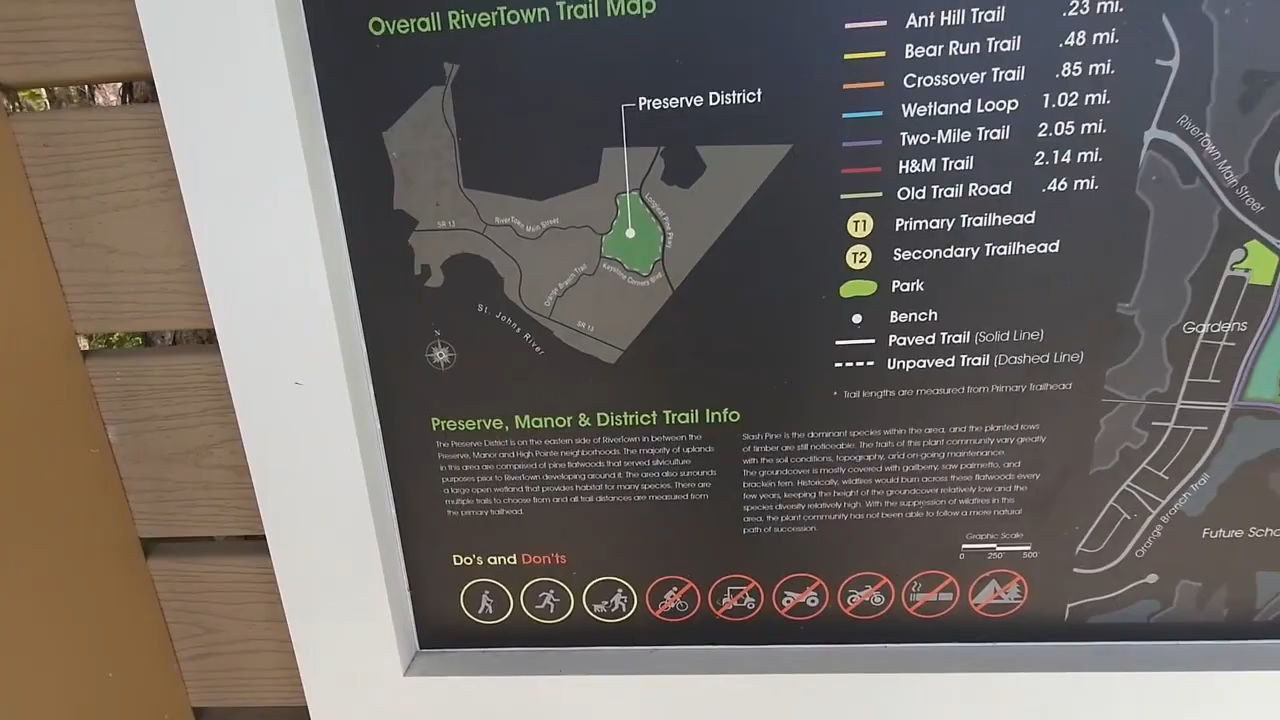 Overall RiverTown Trail Map
Preserve District
SR 13
RiverTown Main Street
Longleaf Pine Pkwy
Orange Branch Trail
Keystone Corners Blvd
SR 13
St. Johns River
N
Ant Hill Trail .23 mi.
Bear Run Trail .48 mi.
Crossover Trail .85 mi.
Wetland Loop 1.02 mi.
Two-Mile Trail 2.05 mi.
H&M Trail 2.14 mi.
Old Trail Road .46 mi.
T1 Primary Trailhead
T2 Secondary Trailhead
Park
Bench
Paved Trail (Solid Line)
Unpaved Trail (Dashed Line)
* Trail lengths are measured from Primary Trailhead
Preserve, Manor & District Trail Info
The Preserve District is on the eastern side of RiverTown in between the
Preserve, Manor and High Pointe neighborhoods. The majority of uplands
in this area are comprised of pine flatwoods that served silviculture
purposes prior to RiverTown developing around it. The area also surrounds
a large open wetland that provides habitat for many species. There are
multiple trails to choose from and all trail distances are measured from
the primary trailhead.
Slash Pine is the dominant species within the area, and the planted rows
of timber are still noticeable. The traits of this plant community vary greatly
with the soil conditions, topography, and on-going maintenance.
The groundcover is mostly covered with gallberry, saw palmetto, and
bracken fern. Historically, wildfires would burn across these flatwoods every
few years, keeping the height of the groundcover relatively low and the
species diversity relatively high. With the suppression of wildfires in this
area, the plant community has not been able to follow a more natural
path of succession.
Graphic Scale
0 250' 500'
Do's and Don'ts
RiverTown Main Street
Gardens
Orange Branch Trail
Future Scho